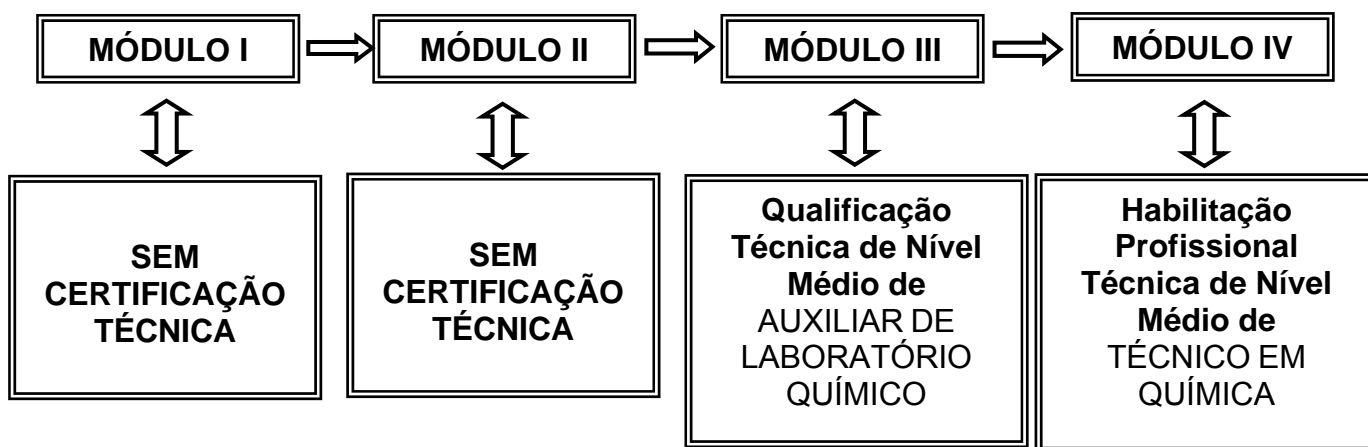 MÓDULO I
MÓDULO II
MÓDULO III
MÓDULO IV
SEM
CERTIFICAÇÃO
TÉCNICA
SEM
CERTIFICAÇÃO
TÉCNICA
Qualificação
Técnica de Nível
Médio de
AUXILIAR DE
LABORATÓRIO
QUÍMICO
Habilitação
Profissional
Técnica de Nível
Médio de
TÉCNICO EM
QUÍMICA